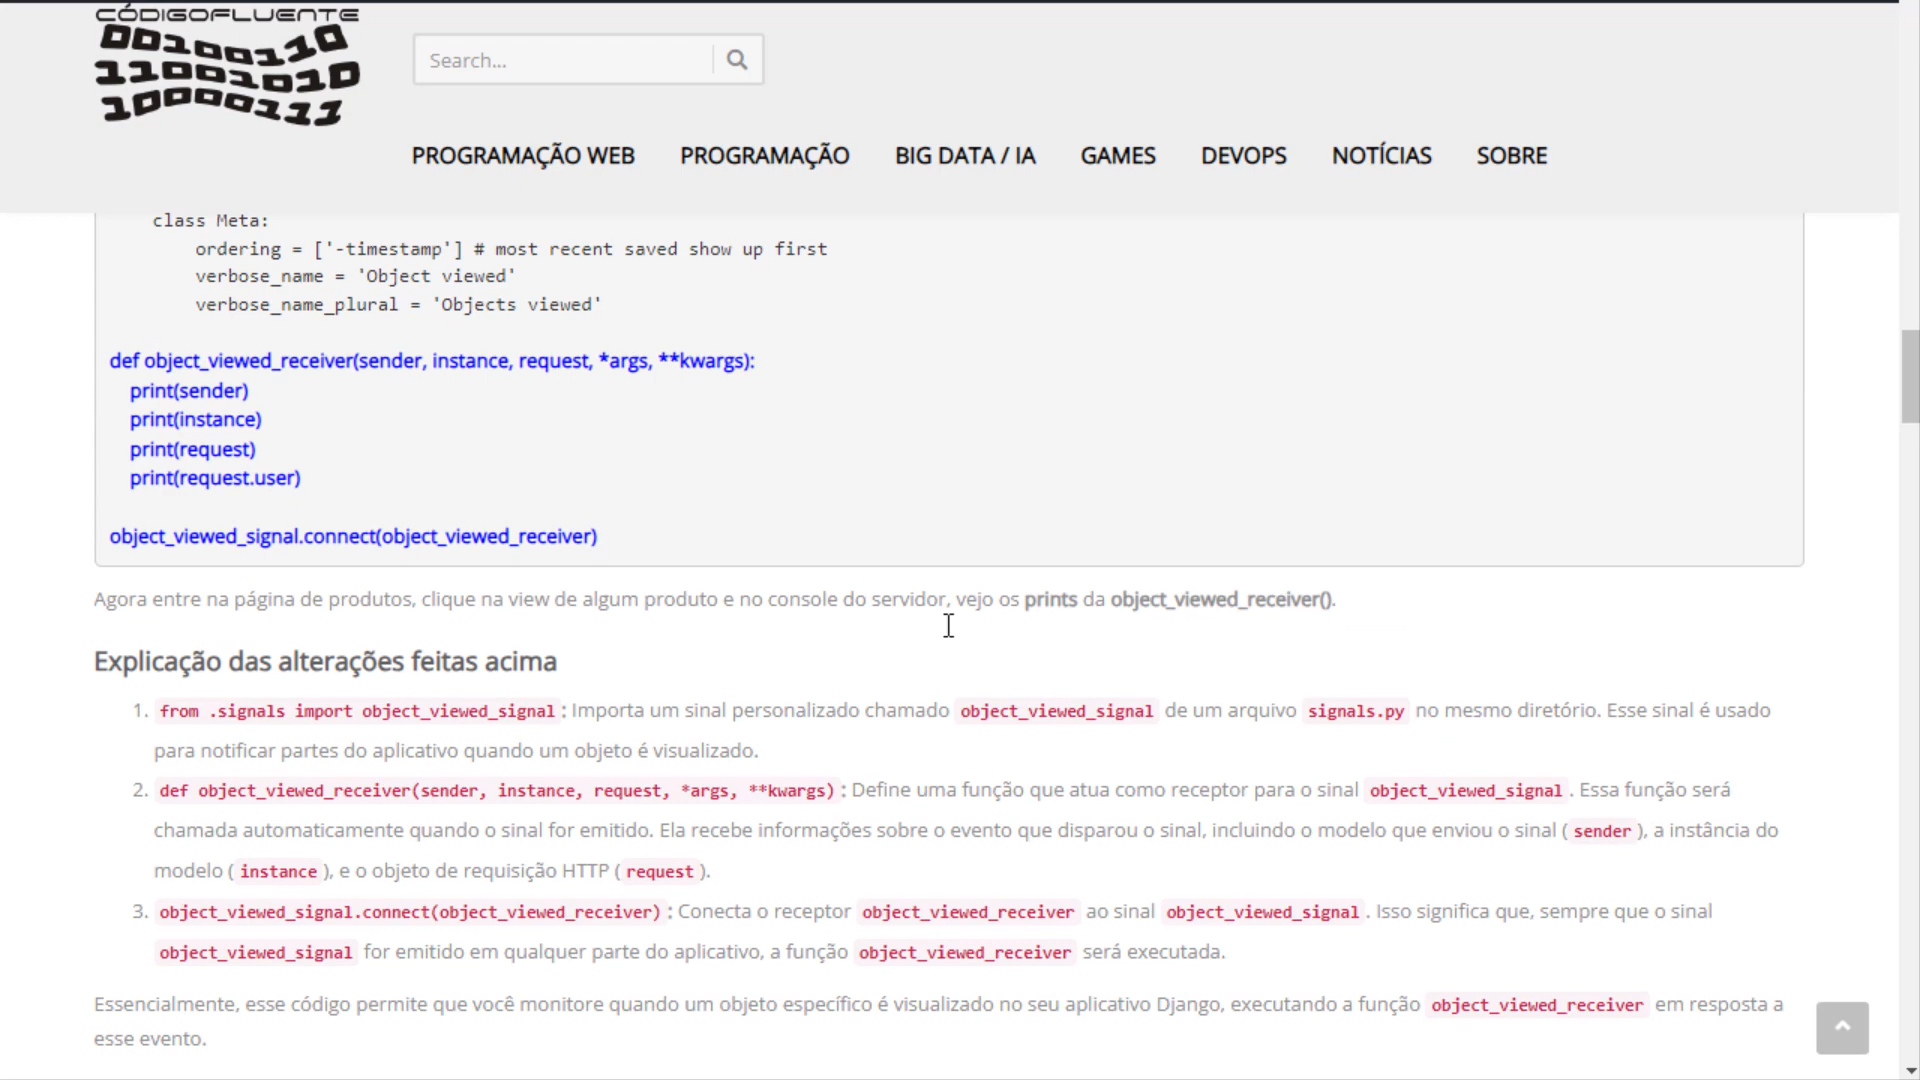 CÓDIGOFLUENTE
00100110
11001010
10000111
Search...
PROGRAMAÇÃO WEB PROGRAMAÇÃO BIG DATA / IA GAMES DEVOPS NOTÍCIAS SOBRE
class Meta:
ordering = ['-timestamp'] # most recent saved show up first
verbose_name = 'Object viewed'
verbose_name_plural = 'Objects viewed'
def object_viewed_receiver(sender, instance, request, *args, **kwargs):
print(sender)
print(instance)
print(request)
print(request.user)
object_viewed_signal.connect(object_viewed_receiver)
Agora entre na página de produtos, clique na view de algum produto e no console do servidor, vejo os prints da object_viewed_receiver().
Explicação das alterações feitas acima
1. from .signals import object_viewed_signal : Importa um sinal personalizado chamado object_viewed_signal de um arquivo signals.py no mesmo diretório. Esse sinal é usado
para notificar partes do aplicativo quando um objeto é visualizado.
2. def object_viewed_receiver(sender, instance, request, *args, **kwargs) : Define uma função que atua como receptor para o sinal object_viewed_signal . Essa função será
chamada automaticamente quando o sinal for emitido. Ela recebe informações sobre o evento que disparou o sinal, incluindo o modelo que enviou o sinal ( sender ), a instância do
modelo ( instance ), e o objeto de requisição HTTP ( request ).
3. object_viewed_signal.connect(object_viewed_receiver) : Conecta o receptor object_viewed_receiver ao sinal object_viewed_signal . Isso significa que, sempre que o sinal
object_viewed_signal for emitido em qualquer parte do aplicativo, a função object_viewed_receiver será executada.
Essencialmente, esse código permite que você monitore quando um objeto específico é visualizado no seu aplicativo Django, executando a função object_viewed_receiver em resposta a
esse evento.